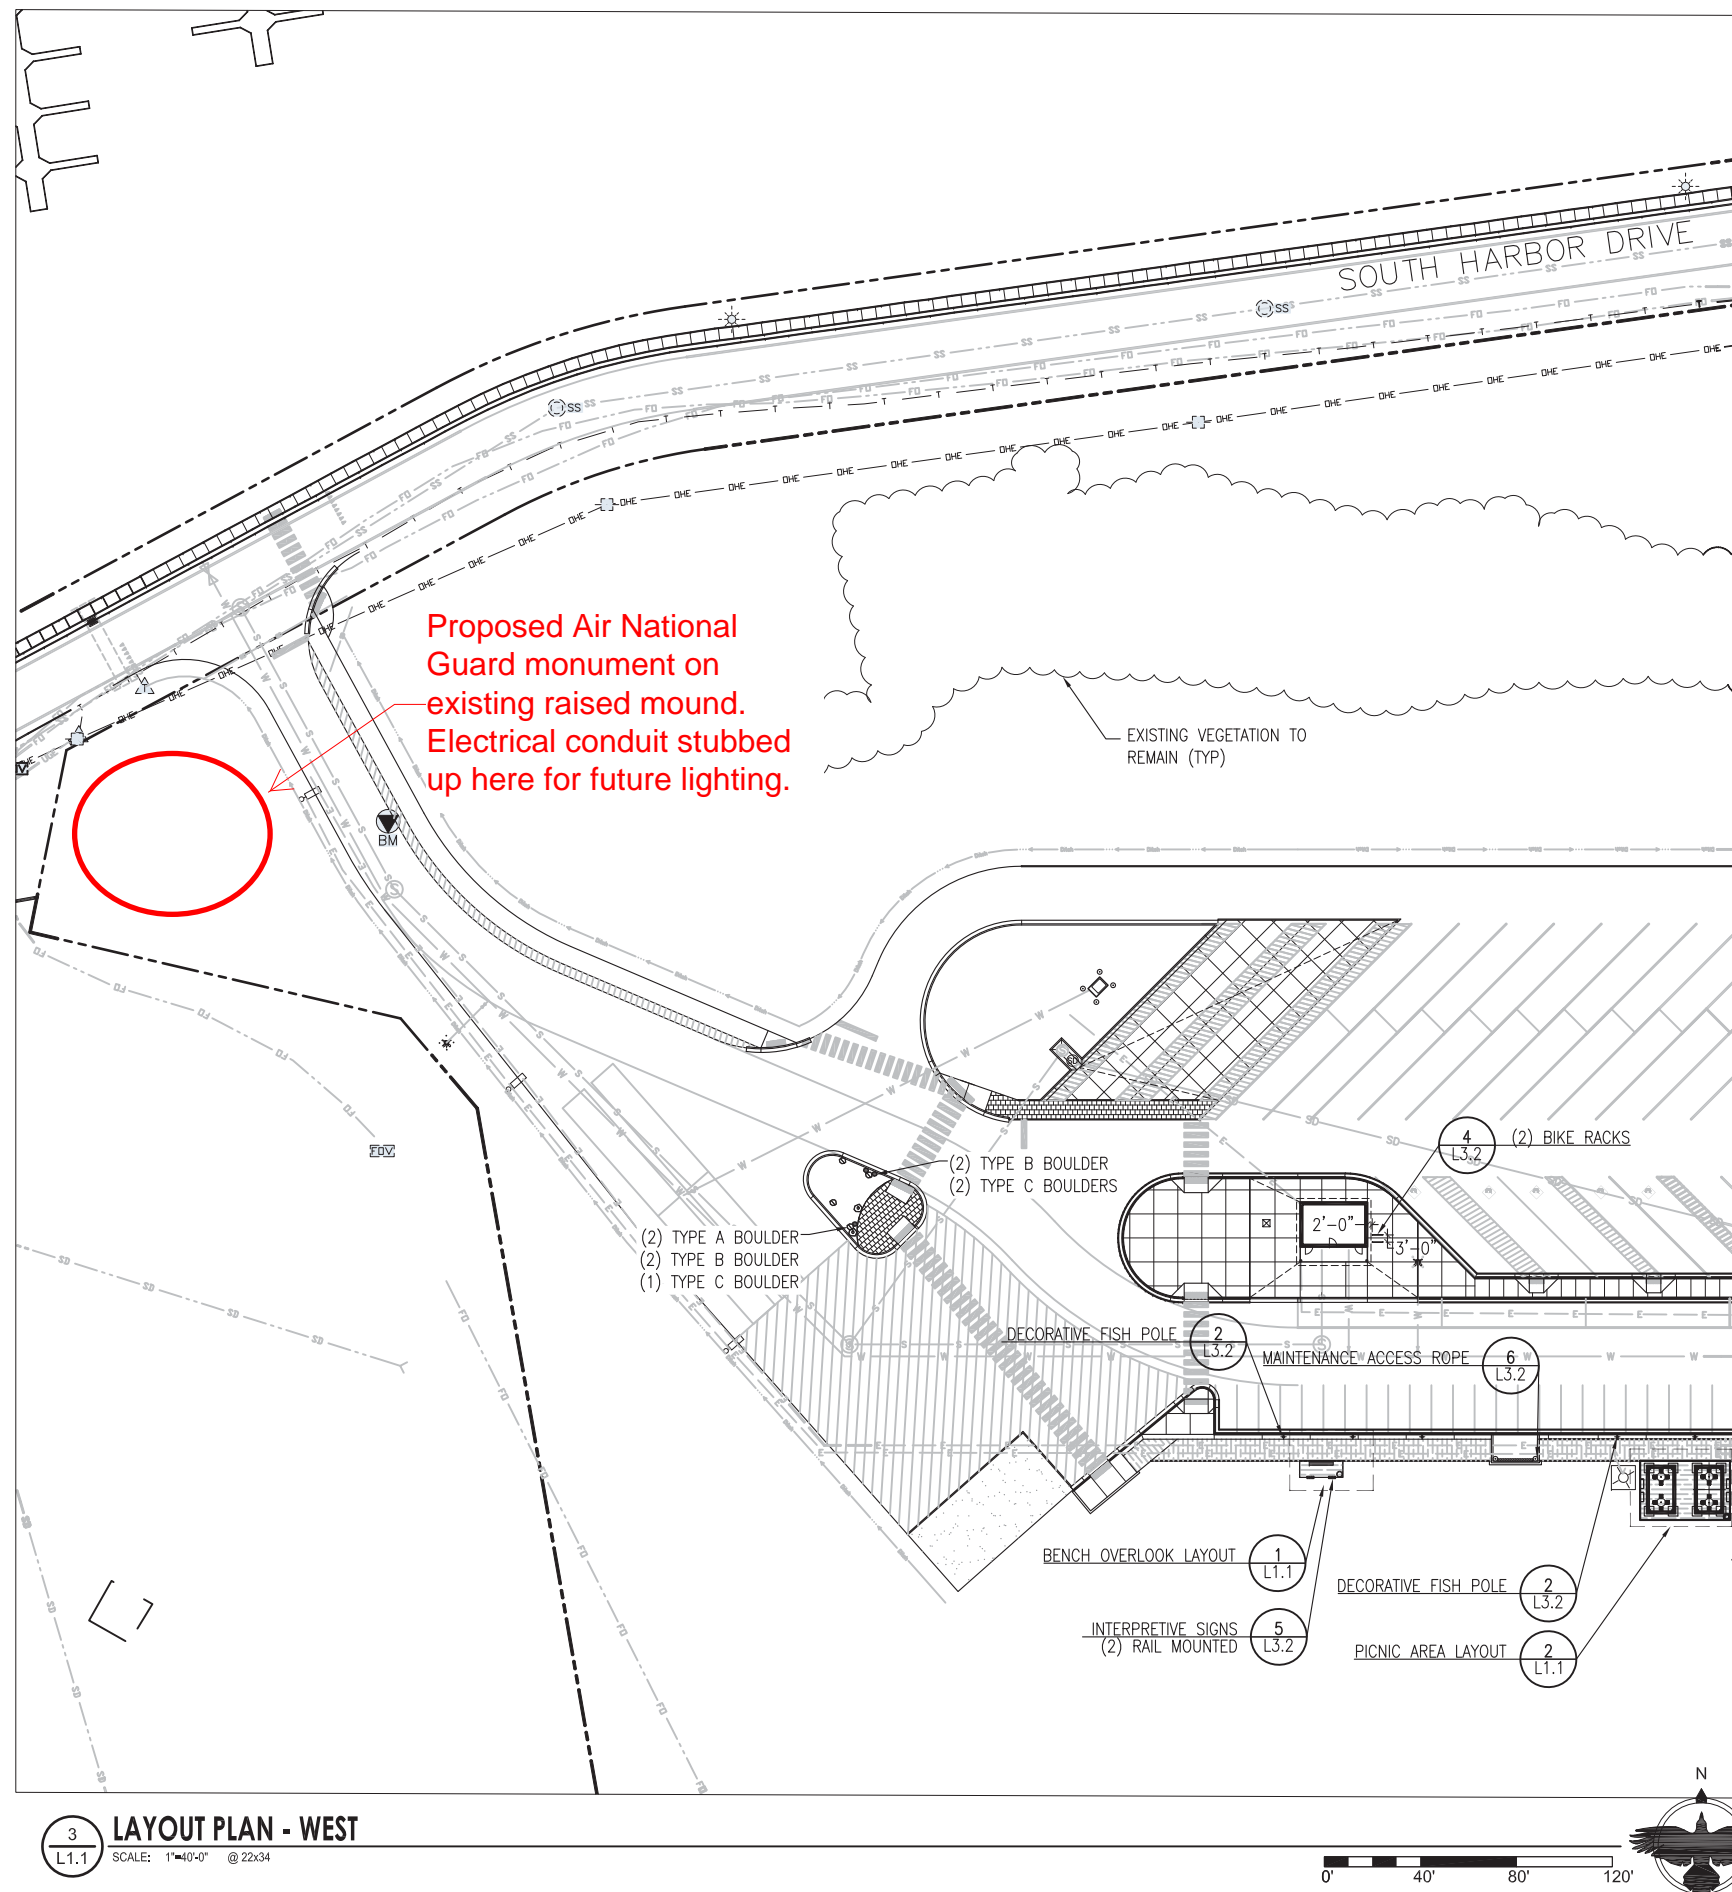 SOUTH HARBOR DRIVE
SS
SS
Proposed Air National
Guard monument on
existing raised mound.
Electrical conduit stubbed
up here for future lighting.
EXISTING VEGETATION TO
REMAIN (TYP)
BM
FOV
4
L3.2
(2) BIKE RACKS
(2) TYPE B BOULDER
(2) TYPE C BOULDERS
2'-0"
3'-0"
(2) TYPE A BOULDER
(2) TYPE B BOULDER
(1) TYPE C BOULDER
DECORATIVE FISH POLE
2
L3.2
MAINTENANCE ACCESS ROPE
6
L3.2
BENCH OVERLOOK LAYOUT
1
L1.1
DECORATIVE FISH POLE
2
L3.2
INTERPRETIVE SIGNS
(2) RAIL MOUNTED
5
L3.2
PICNIC AREA LAYOUT
2
L1.1
N
3
L1.1
LAYOUT PLAN - WEST
SCALE: 1"=40'-0" @ 22x34
0' 40' 80' 120'